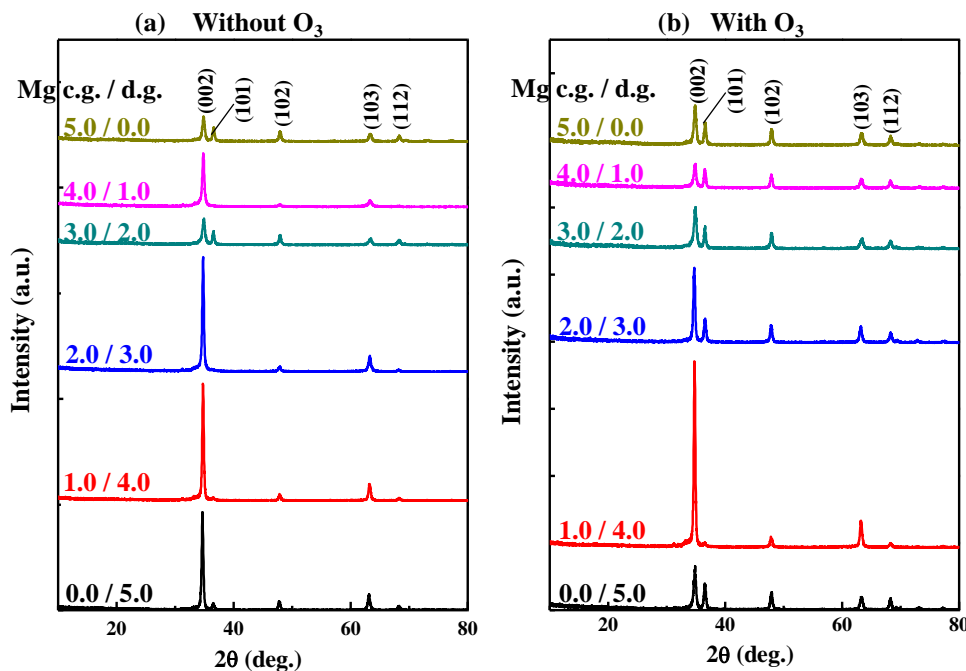 (a) Without O3
Intensity (a.u.)
Mg c.g. / d.g.
(002)
(101)
(102)
(103)
(112)
5.0 / 0.0
4.0 / 1.0
3.0 / 2.0
2.0 / 3.0
1.0 / 4.0
0.0 / 5.0
20 40 60 80
2θ (deg.)
(b) With O3
Intensity (a.u.)
Mg c.g. / d.g.
(002)
(101)
(102)
(103)
(112)
5.0 / 0.0
4.0 / 1.0
3.0 / 2.0
2.0 / 3.0
1.0 / 4.0
0.0 / 5.0
20 40 60 80
2θ (deg.)